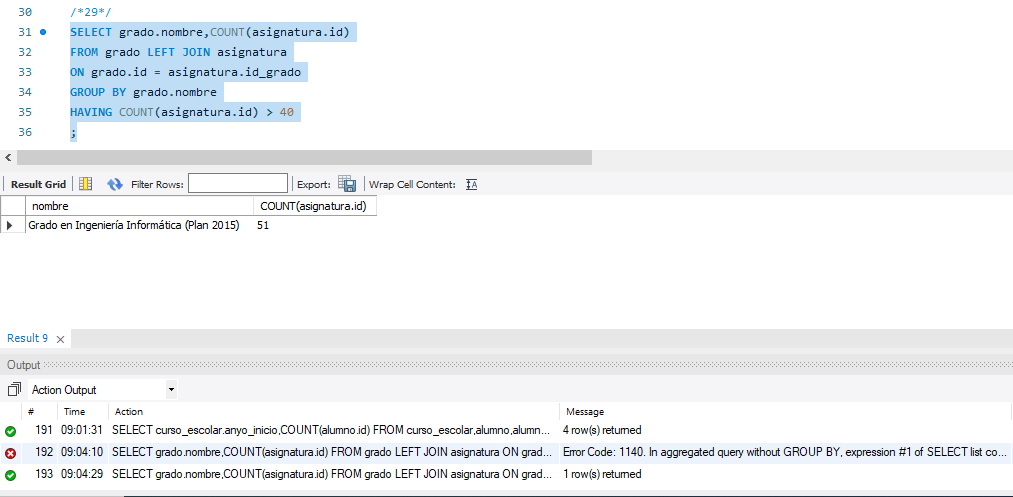 30 /*29*/
31 SELECT grado.nombre,COUNT(asignatura.id)
32 FROM grado LEFT JOIN asignatura
33 ON grado.id = asignatura.id_grado
34 GROUP BY grado.nombre
35 HAVING COUNT(asignatura.id) > 40
36 ;
Result Grid Filter Rows: Export: Wrap Cell Content: IA
nombre COUNT(asignatura.id)
Grado en Ingeniería Informática (Plan 2015) 51
Result 9
Output
Action Output
# Time Action Message
191 09:01:31 SELECT curso_escolar.anyo_inicio,COUNT(alumno.id) FROM curso_escolar,alumno,alumn... 4 row(s) returned
192 09:04:10 SELECT grado.nombre,COUNT(asignatura.id) FROM grado LEFT JOIN asignatura ON grad... Error Code: 1140. In aggregated query without GROUP BY, expression #1 of SELECT list co...
193 09:04:29 SELECT grado.nombre,COUNT(asignatura.id) FROM grado LEFT JOIN asignatura ON grad... 1 row(s) returned